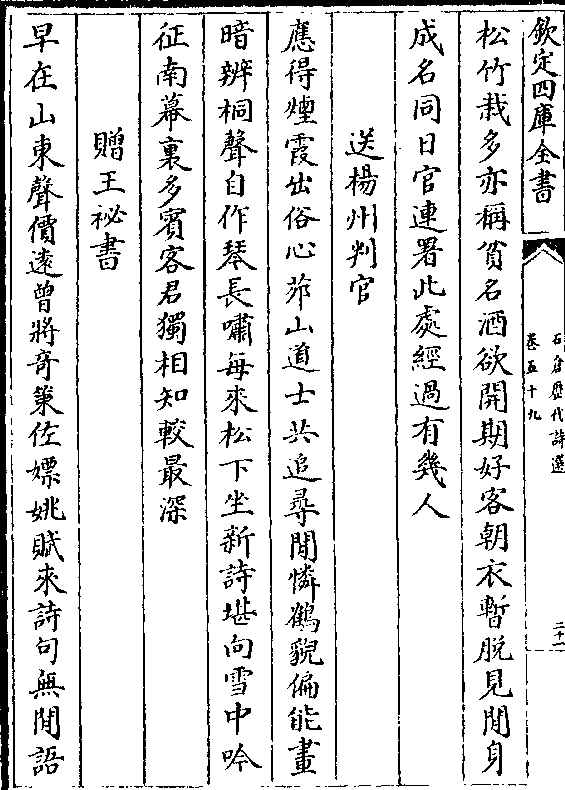 欽定四庫全書
石倉歷代詩選
卷五十九
二十一
松竹栽多亦稱貧名酒欲開期好客朝衣暫脫見閒身
成名同日官連署此處經過有幾人
送楊州判官
應得煙霞出俗心茅山道士共追尋閒憐鶴貌偏能畫
暗辨桐聲自作琴長嘯每來松下坐新詩堪向雪中吟
征南幕裏多賓客君獨相知較最深
贈王祕書
早在山東聲價遠曾將奇策佐嫖姚賦來詩句無閒語